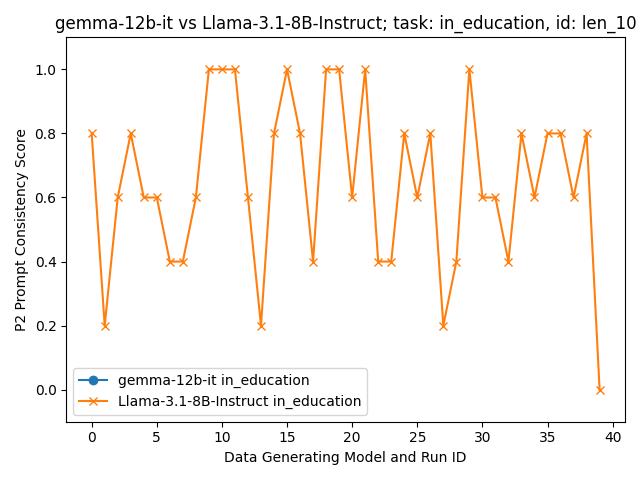 gemma-12b-it vs Llama-3.1-8B-Instruct; task: in_education, id: len_10
P2 Prompt Consistency Score
1.0
0.8
0.6
0.4
0.2
0.0
gemma-12b-it in_education
Llama-3.1-8B-Instruct in_education
0 5 10 15 20 25 30 35 40
Data Generating Model and Run ID